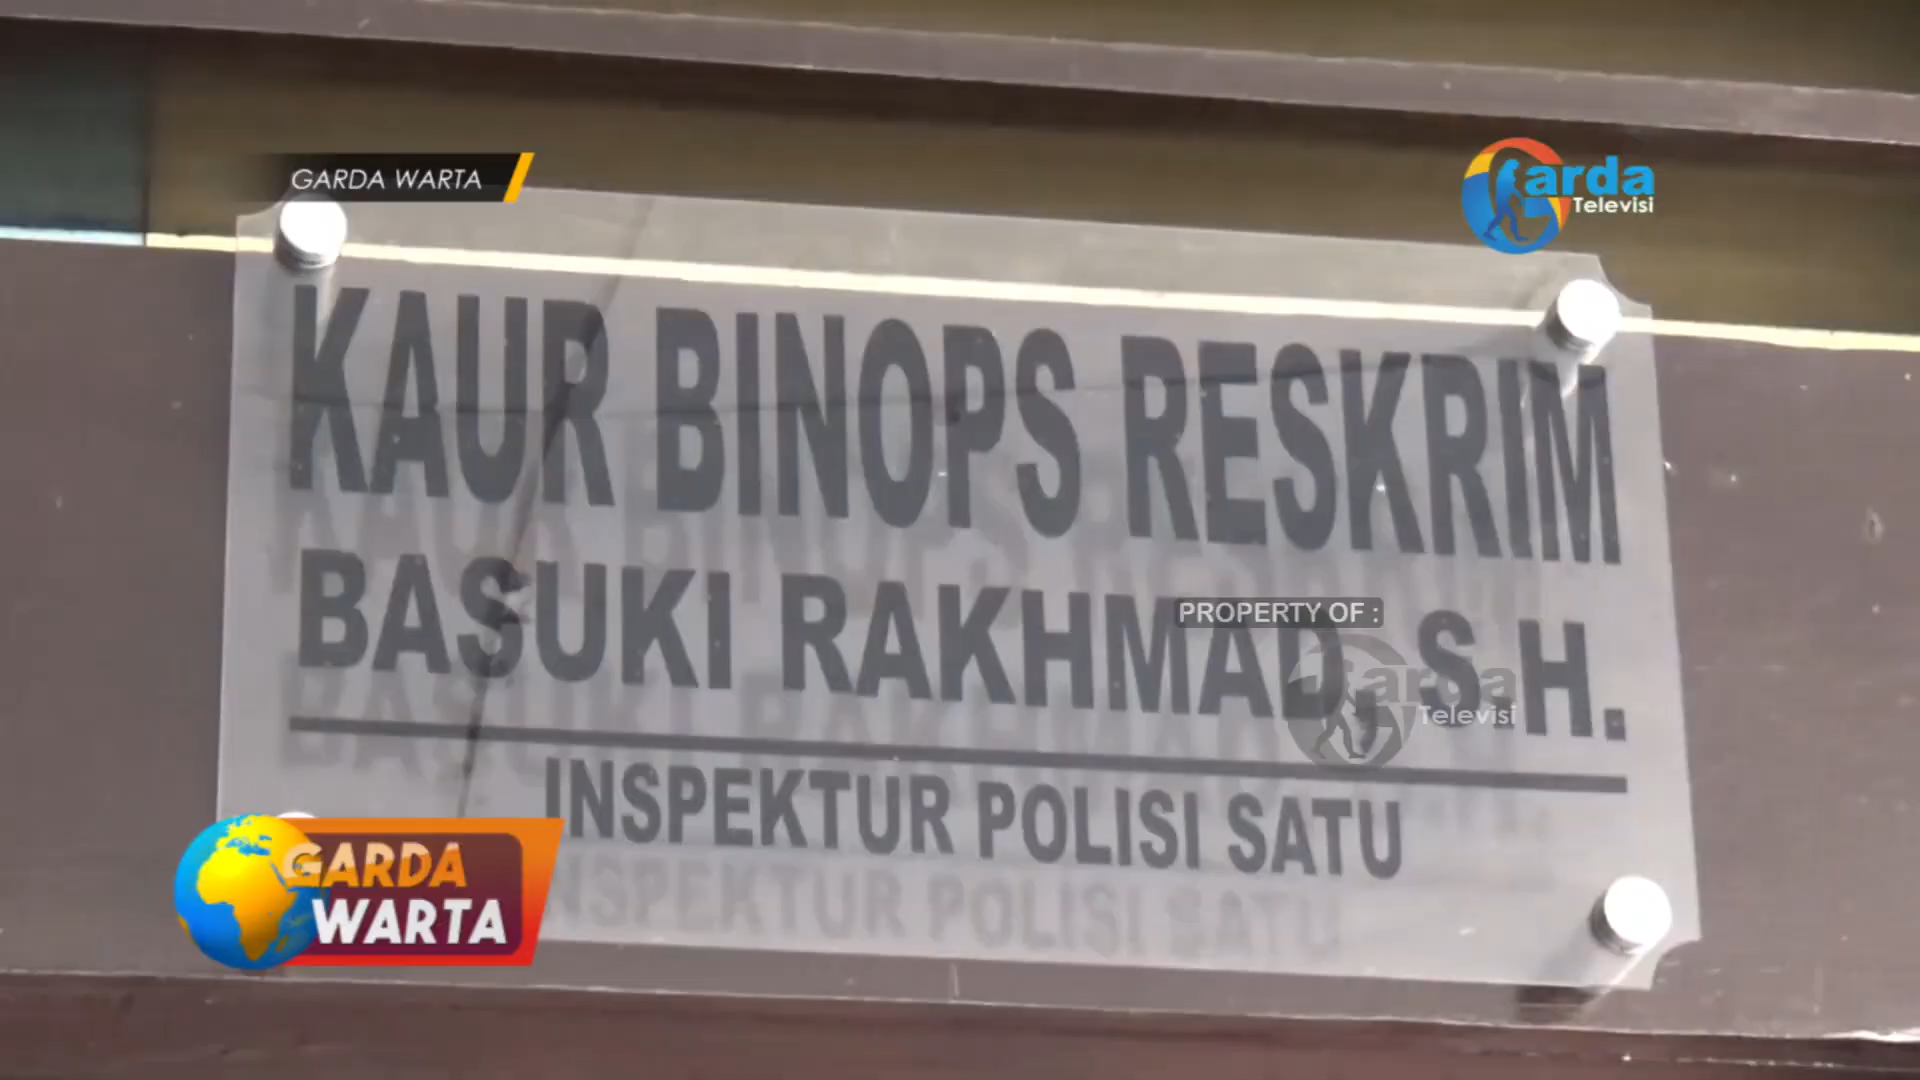 GARDA WARTA
Garda
Televisi
KAUR BINOPS RESKRIM
BASUKI RAKHMAD, S.H.
PROPERTY OF :
Garda
Televisi
INSPEKTUR POLISI SATU
GARDA
WARTA